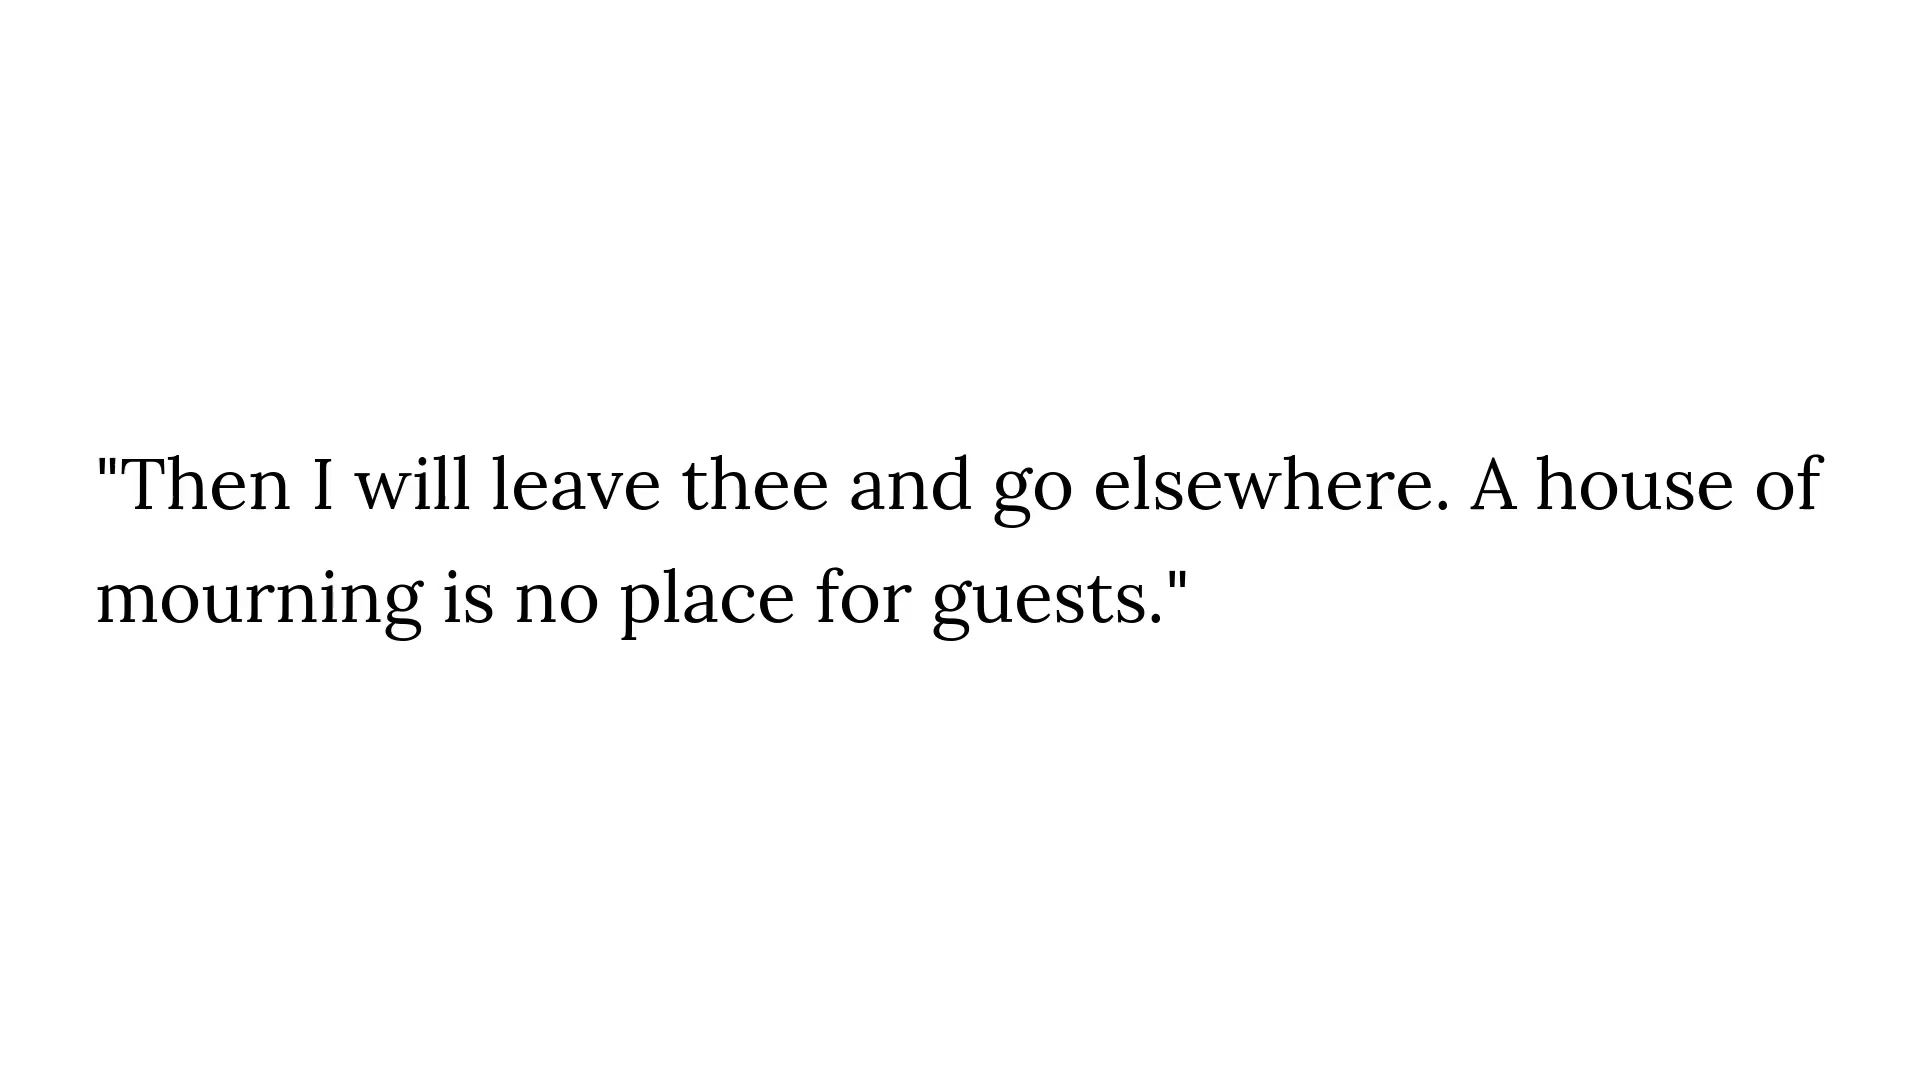 "Then I will leave thee and go elsewhere. A house of
mourning is no place for guests."